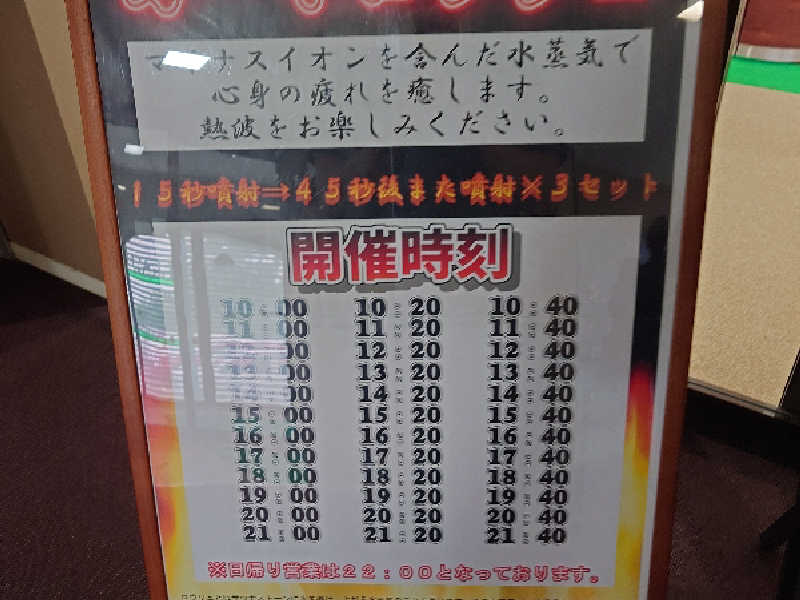 マイナスイオンを含んだ水蒸気で
心身の疲れを癒します。
熱波をお楽しみください。
15秒噴射⇒45秒後また噴射×3セット
開催時刻
10:00 10:20 10:40
11:00 11:20 11:40
12:00 12:20 12:40
13:00 13:20 13:40
14:00 14:20 14:40
15:00 15:20 15:40
16:00 16:20 16:40
17:00 17:20 17:40
18:00 18:20 18:40
19:00 19:20 19:40
20:00 20:20 20:40
21:00 21:20 21:40
※日帰り営業は22:00となっております。